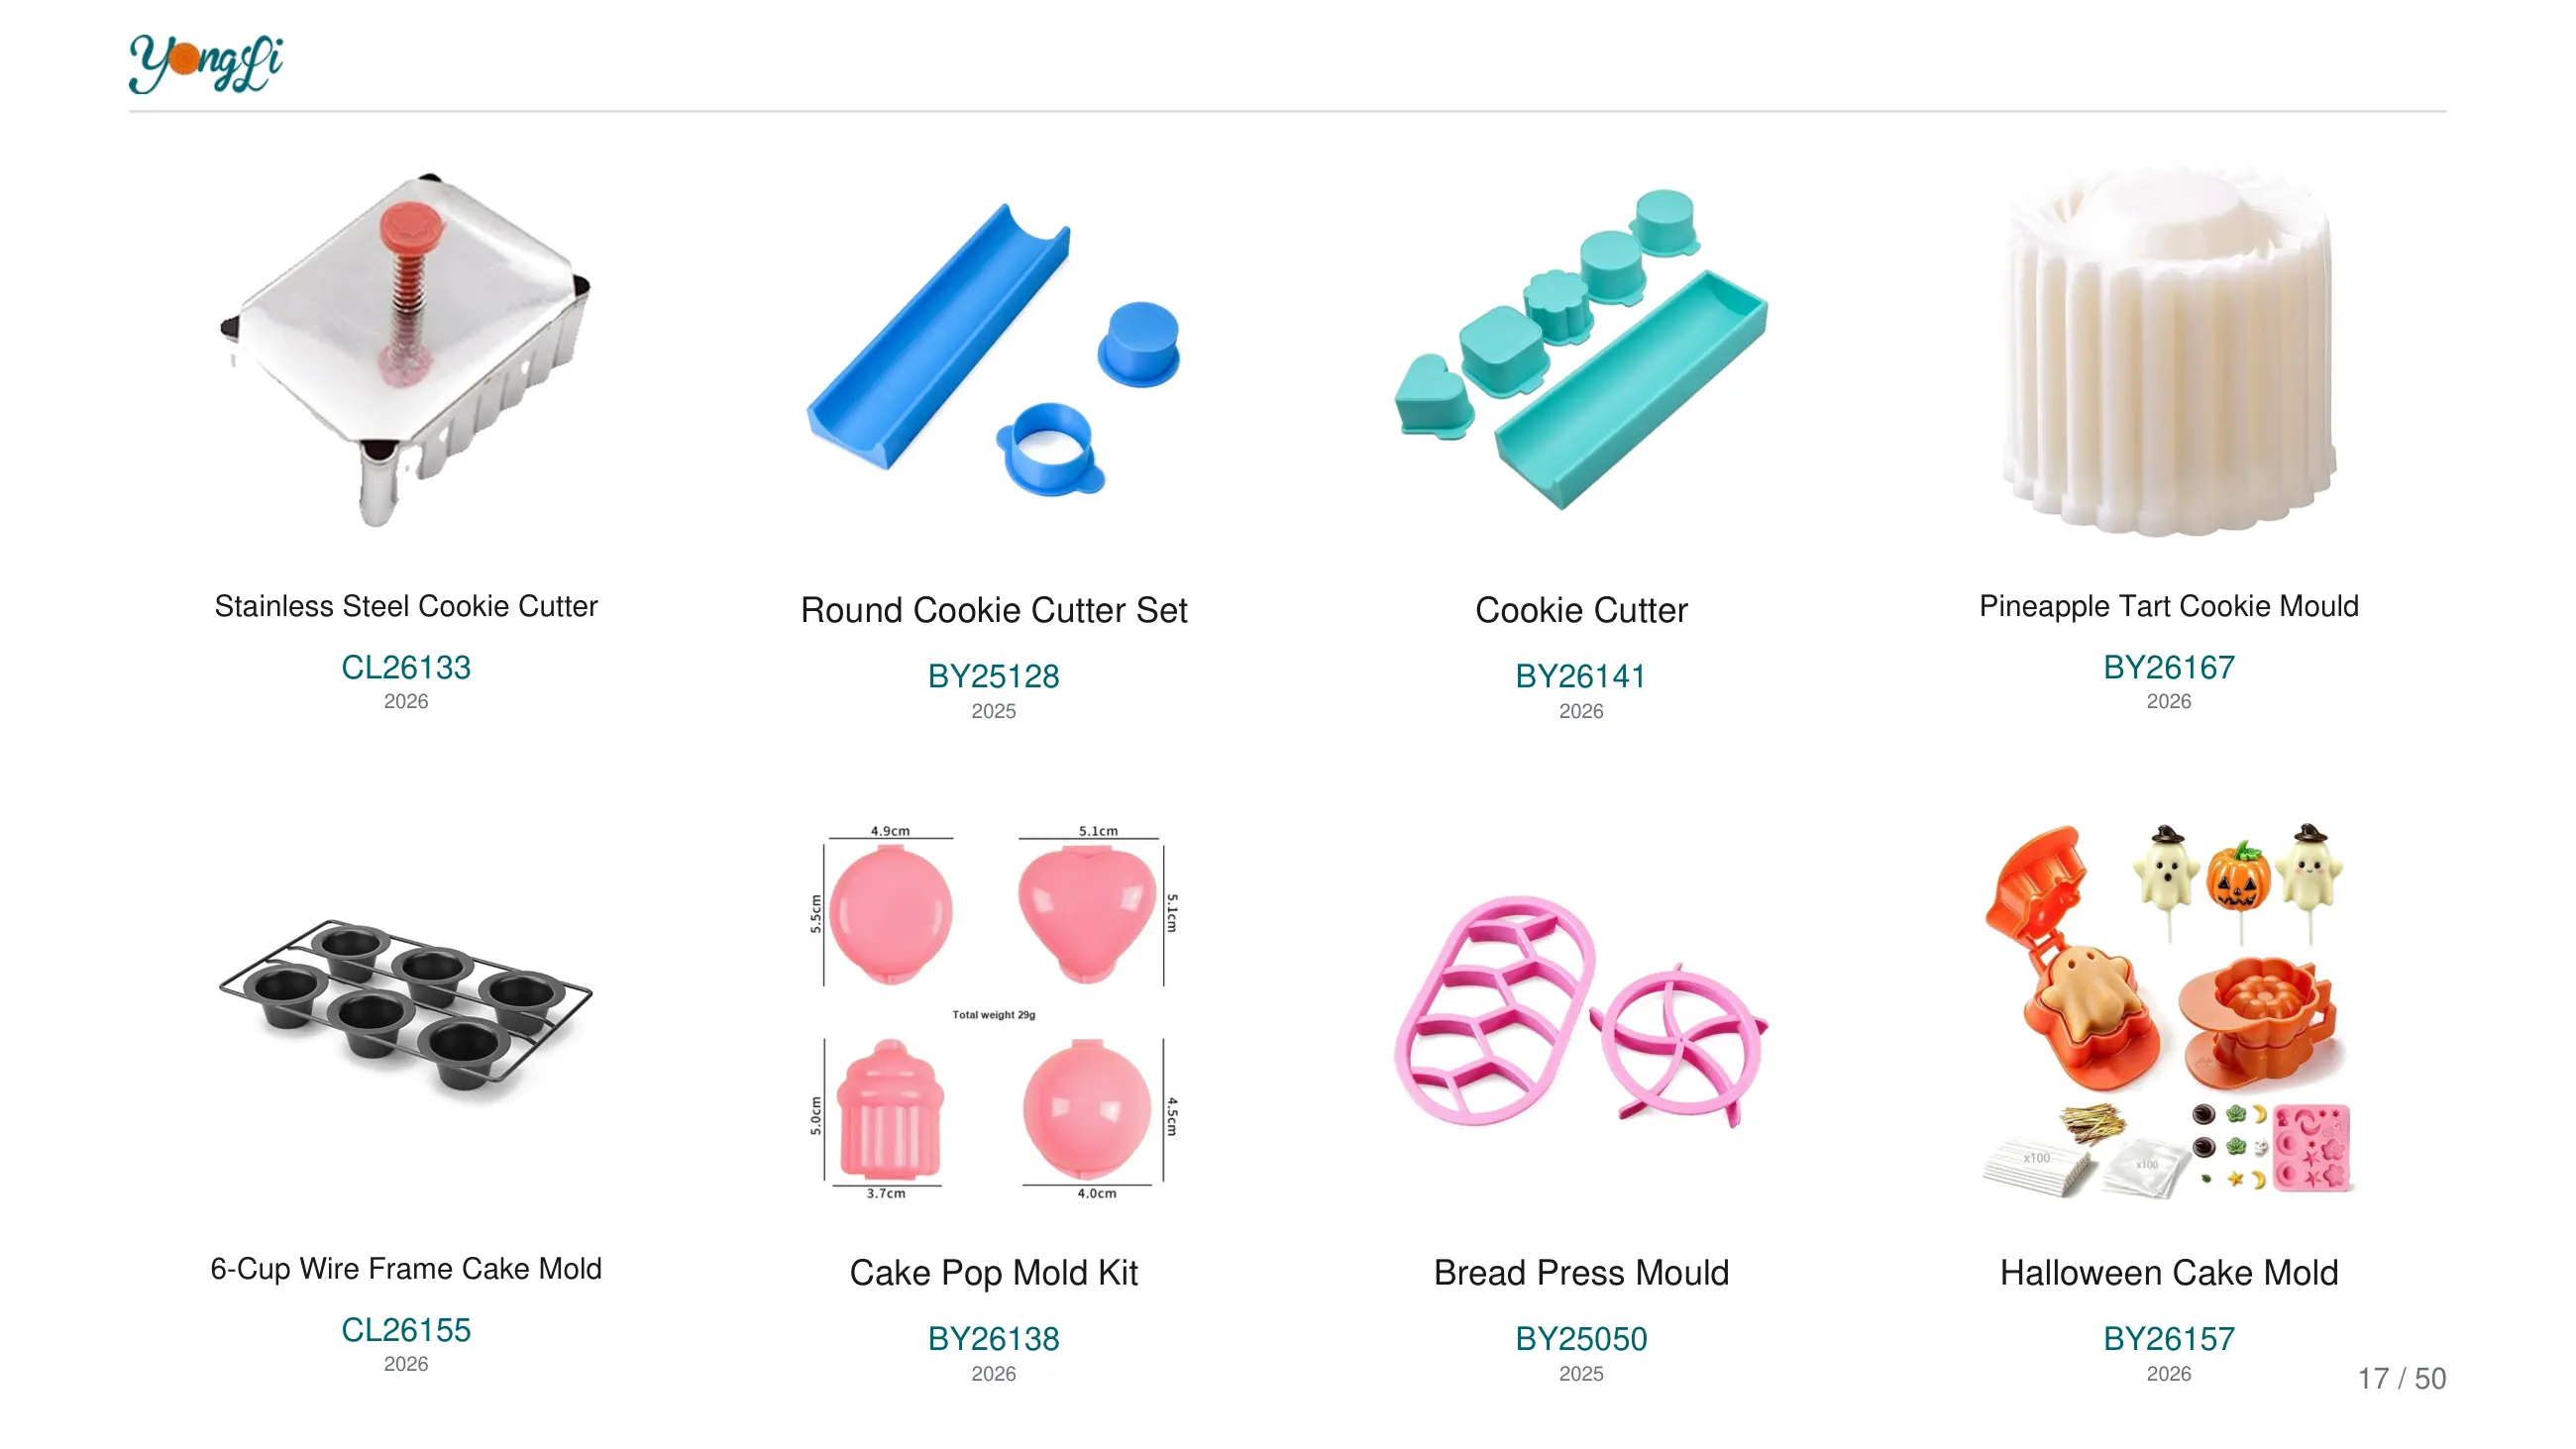 YongLi
Stainless Steel Cookie Cutter
CL26133
2026
Round Cookie Cutter Set
BY25128
2025
Cookie Cutter
BY26141
2026
Pineapple Tart Cookie Mould
BY26167
2026
6-Cup Wire Frame Cake Mold
CL26155
2026
4.9cm
5.1cm
5.5cm
5.1cm
Total weight 29g
5.0cm
4.5cm
3.7cm
4.0cm
Cake Pop Mold Kit
BY26138
2026
Bread Press Mould
BY25050
2025
x100
x100
Halloween Cake Mold
BY26157
2026
17 / 50